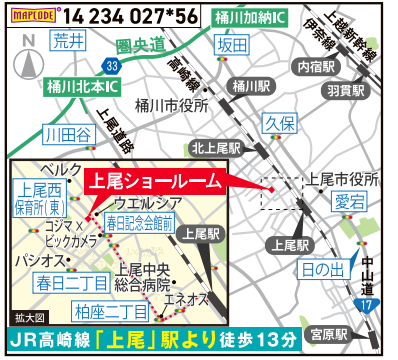 MAPCODE 14 234 027*56
桶川加納IC
上越新幹線
伊奈線
荒井
圏央道
坂田
N
33
内宿駅
高崎線
桶川北本IC
桶川駅
羽貫駅
桶川市役所
上尾道路
川田谷
久保
北上尾駅
ベルク
上尾ショールーム
上尾市役所
上尾西
保育所(東)
ウエルシア
愛宕
コジマ×
ビックカメラ
春日記念会館前
上尾駅
上尾駅
パシオス
上尾中央
総合病院
日の出
中山道
春日二丁目
エネオス
17
柏座二丁目
拡大図
宮原駅
JR高崎線「上尾」駅より徒歩13分